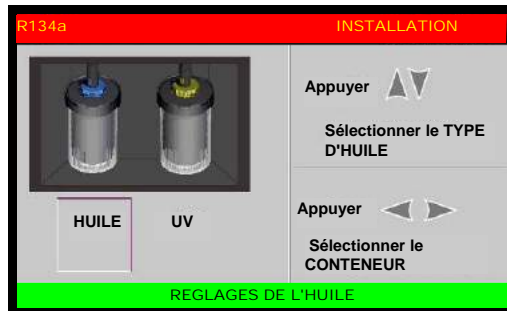 R134a INSTALLATION
Appuyer
Sélectionner le TYPE
D'HUILE
HUILE UV
Appuyer
Sélectionner le
CONTENEUR
REGLAGES DE L'HUILE